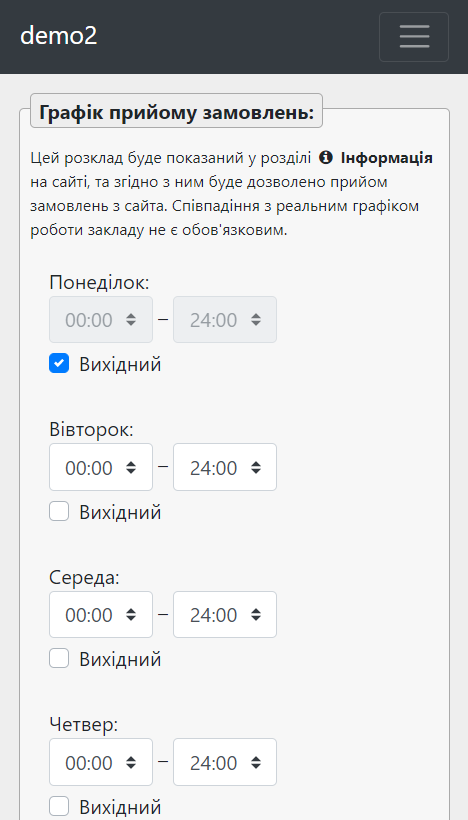 demo2
Графік прийому замовлень:
Цей розклад буде показаний у розділі Інформація
на сайті, та згідно з ним буде дозволено прийом
замовлень з сайта. Співпадіння з реальним графіком
роботи закладу не є обов'язковим.
Понеділок:
00:00 – 24:00
Вихідний
Вівторок:
00:00 – 24:00
Вихідний
Середа:
00:00 – 24:00
Вихідний
Четвер:
00:00 – 24:00
Вихідний